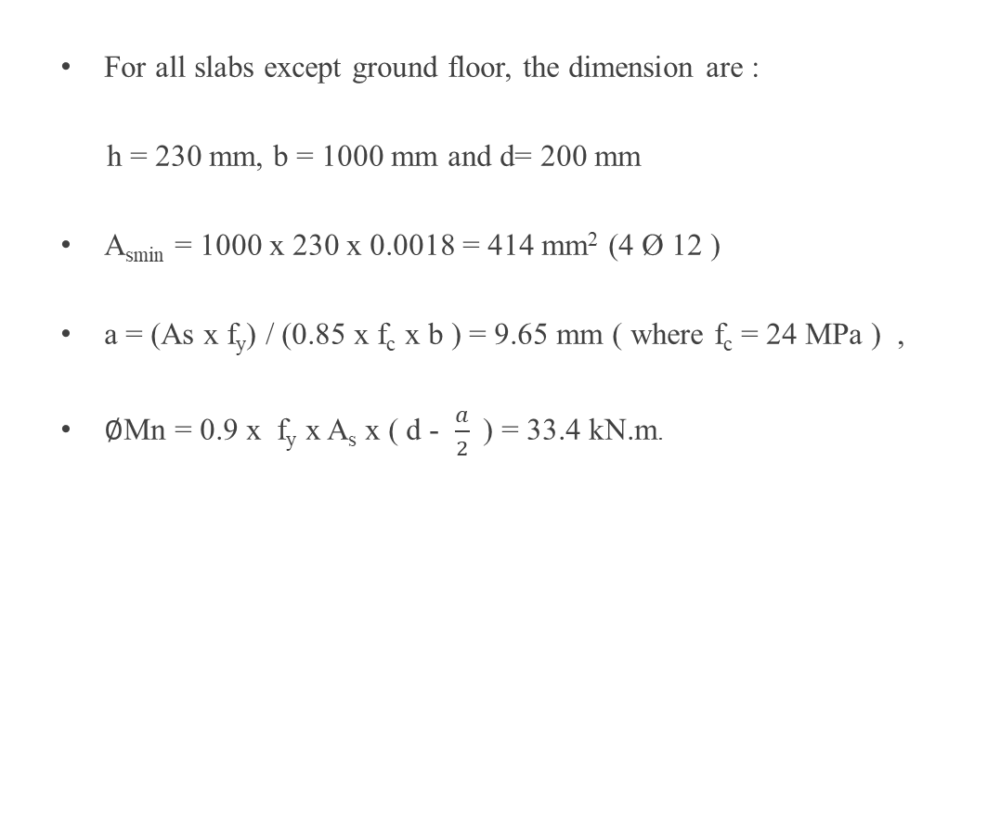 • For all slabs except ground floor, the dimension are :
h = 230 mm, b = 1000 mm and d= 200 mm
• Asmin = 1000 x 230 x 0.0018 = 414 mm² (4 Ø 12 )
• a = (As x fy) / (0.85 x fc x b ) = 9.65 mm ( where fc = 24 MPa ) ,
• ∅Mn = 0.9 x fy x As x ( d - a/2 ) = 33.4 kN.m.